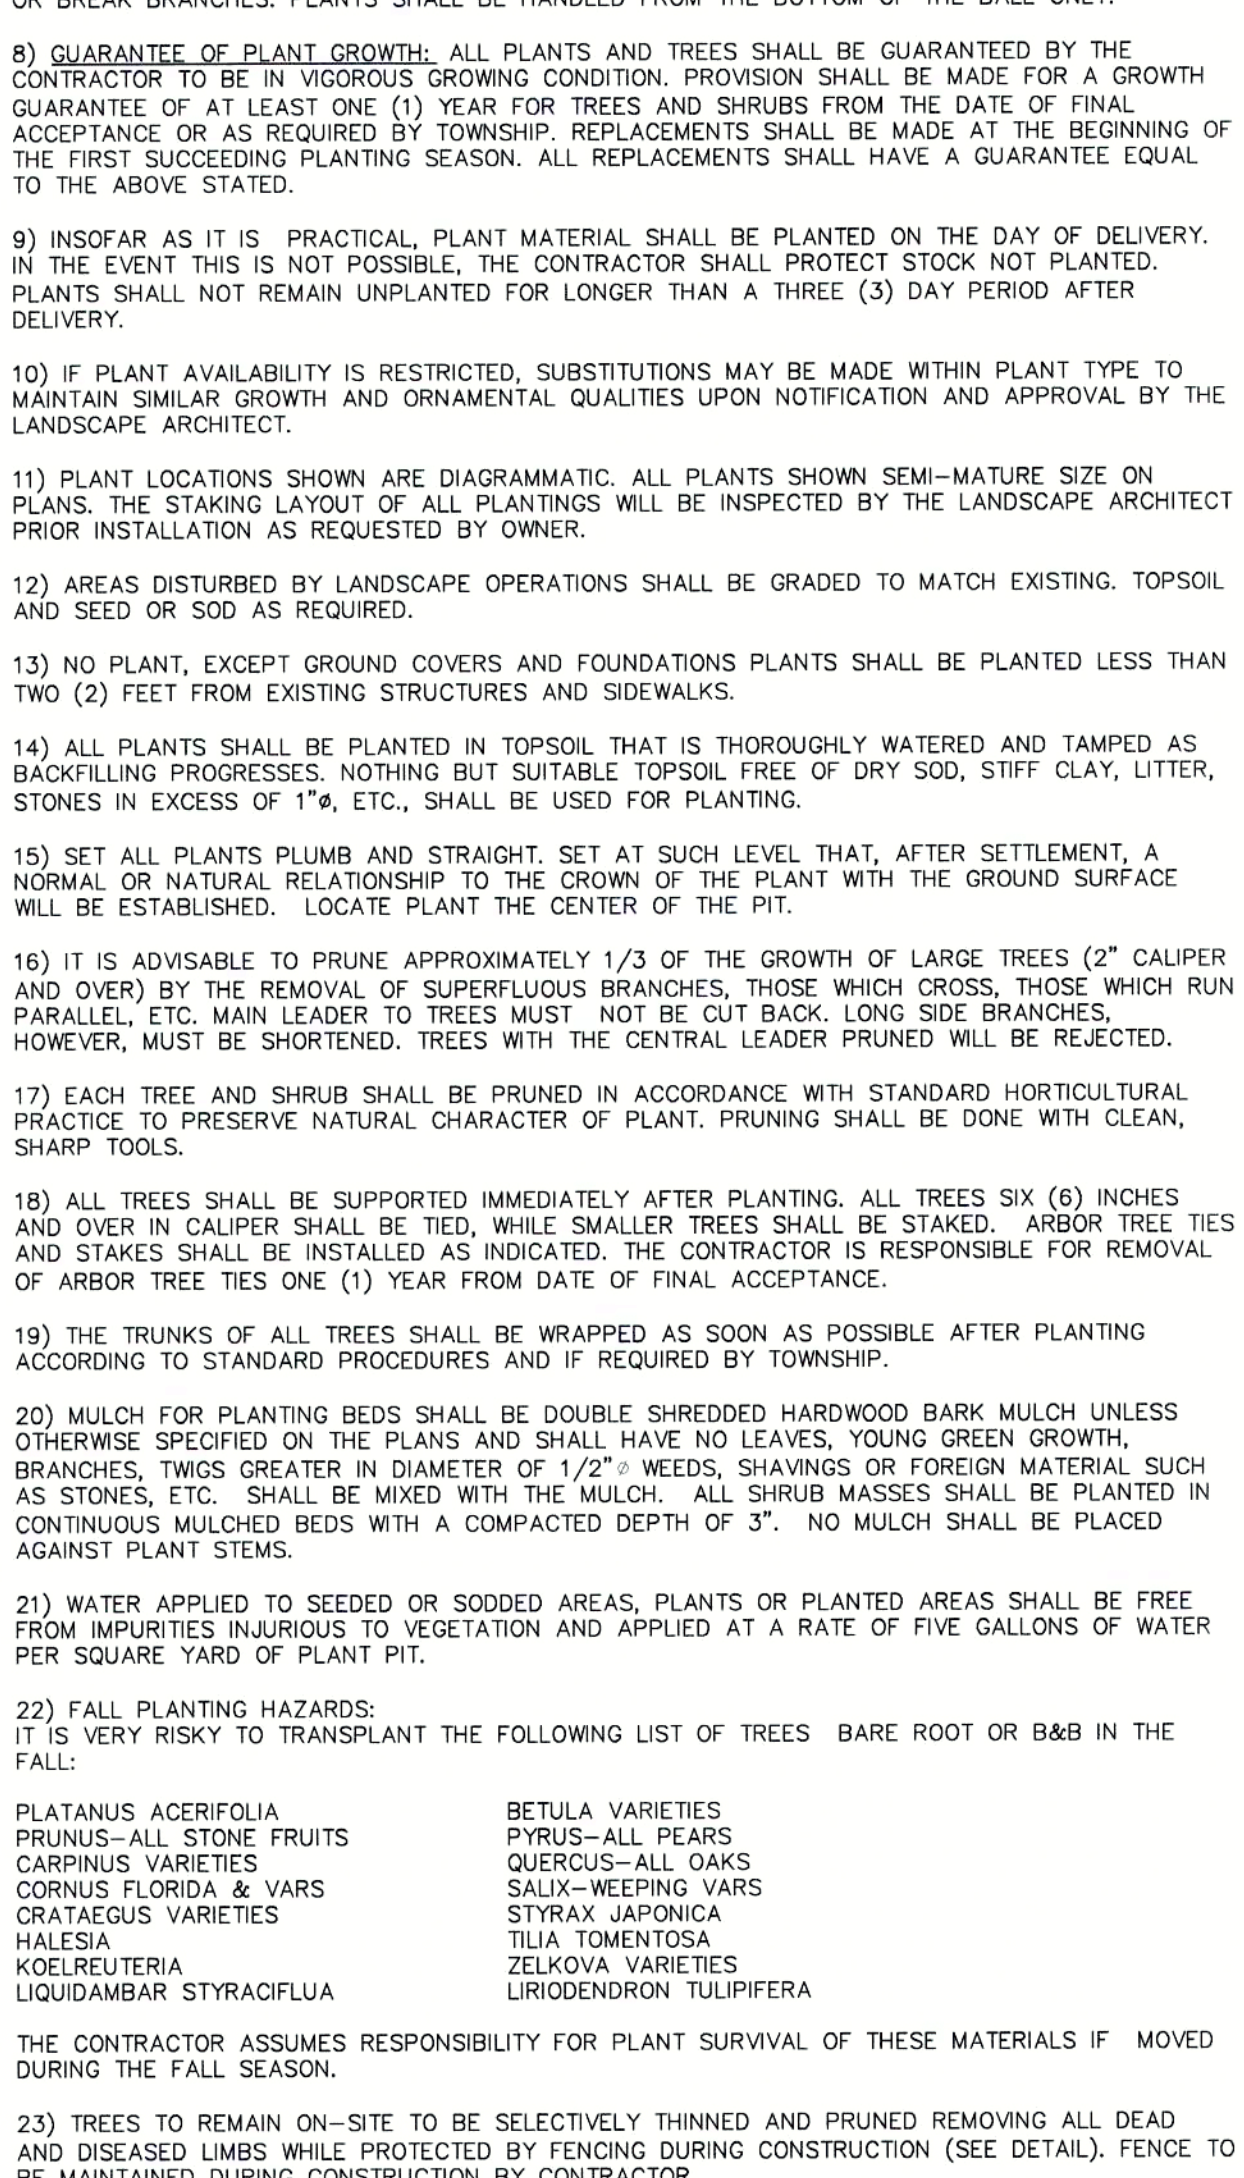 OR BREAK BRANCHES. PLANTS SHALL BE HANDLED FROM THE BOTTOM OF THE BALL ONLY.
8) GUARANTEE OF PLANT GROWTH: ALL PLANTS AND TREES SHALL BE GUARANTEED BY THE
CONTRACTOR TO BE IN VIGOROUS GROWING CONDITION. PROVISION SHALL BE MADE FOR A GROWTH
GUARANTEE OF AT LEAST ONE (1) YEAR FOR TREES AND SHRUBS FROM THE DATE OF FINAL
ACCEPTANCE OR AS REQUIRED BY TOWNSHIP. REPLACEMENTS SHALL BE MADE AT THE BEGINNING OF
THE FIRST SUCCEEDING PLANTING SEASON. ALL REPLACEMENTS SHALL HAVE A GUARANTEE EQUAL
TO THE ABOVE STATED.
9) INSOFAR AS IT IS  PRACTICAL, PLANT MATERIAL SHALL BE PLANTED ON THE DAY OF DELIVERY.
IN THE EVENT THIS IS NOT POSSIBLE, THE CONTRACTOR SHALL PROTECT STOCK NOT PLANTED.
PLANTS SHALL NOT REMAIN UNPLANTED FOR LONGER THAN A THREE (3) DAY PERIOD AFTER
DELIVERY.
10) IF PLANT AVAILABILITY IS RESTRICTED, SUBSTITUTIONS MAY BE MADE WITHIN PLANT TYPE TO
MAINTAIN SIMILAR GROWTH AND ORNAMENTAL QUALITIES UPON NOTIFICATION AND APPROVAL BY THE
LANDSCAPE ARCHITECT.
11) PLANT LOCATIONS SHOWN ARE DIAGRAMMATIC. ALL PLANTS SHOWN SEMI-MATURE SIZE ON
PLANS. THE STAKING LAYOUT OF ALL PLANTINGS WILL BE INSPECTED BY THE LANDSCAPE ARCHITECT
PRIOR INSTALLATION AS REQUESTED BY OWNER.
12) AREAS DISTURBED BY LANDSCAPE OPERATIONS SHALL BE GRADED TO MATCH EXISTING. TOPSOIL
AND SEED OR SOD AS REQUIRED.
13) NO PLANT, EXCEPT GROUND COVERS AND FOUNDATIONS PLANTS SHALL BE PLANTED LESS THAN
TWO (2) FEET FROM EXISTING STRUCTURES AND SIDEWALKS.
14) ALL PLANTS SHALL BE PLANTED IN TOPSOIL THAT IS THOROUGHLY WATERED AND TAMPED AS
BACKFILLING PROGRESSES. NOTHING BUT SUITABLE TOPSOIL FREE OF DRY SOD, STIFF CLAY, LITTER,
STONES IN EXCESS OF 1"ø, ETC., SHALL BE USED FOR PLANTING.
15) SET ALL PLANTS PLUMB AND STRAIGHT. SET AT SUCH LEVEL THAT, AFTER SETTLEMENT, A
NORMAL OR NATURAL RELATIONSHIP TO THE CROWN OF THE PLANT WITH THE GROUND SURFACE
WILL BE ESTABLISHED.  LOCATE PLANT THE CENTER OF THE PIT.
16) IT IS ADVISABLE TO PRUNE APPROXIMATELY 1/3 OF THE GROWTH OF LARGE TREES (2" CALIPER
AND OVER) BY THE REMOVAL OF SUPERFLUOUS BRANCHES, THOSE WHICH CROSS, THOSE WHICH RUN
PARALLEL, ETC. MAIN LEADER TO TREES MUST  NOT BE CUT BACK. LONG SIDE BRANCHES,
HOWEVER, MUST BE SHORTENED. TREES WITH THE CENTRAL LEADER PRUNED WILL BE REJECTED.
17) EACH TREE AND SHRUB SHALL BE PRUNED IN ACCORDANCE WITH STANDARD HORTICULTURAL
PRACTICE TO PRESERVE NATURAL CHARACTER OF PLANT. PRUNING SHALL BE DONE WITH CLEAN,
SHARP TOOLS.
18) ALL TREES SHALL BE SUPPORTED IMMEDIATELY AFTER PLANTING. ALL TREES SIX (6) INCHES
AND OVER IN CALIPER SHALL BE TIED, WHILE SMALLER TREES SHALL BE STAKED.  ARBOR TREE TIES
AND STAKES SHALL BE INSTALLED AS INDICATED. THE CONTRACTOR IS RESPONSIBLE FOR REMOVAL
OF ARBOR TREE TIES ONE (1) YEAR FROM DATE OF FINAL ACCEPTANCE.
19) THE TRUNKS OF ALL TREES SHALL BE WRAPPED AS SOON AS POSSIBLE AFTER PLANTING
ACCORDING TO STANDARD PROCEDURES AND IF REQUIRED BY TOWNSHIP.
20) MULCH FOR PLANTING BEDS SHALL BE DOUBLE SHREDDED HARDWOOD BARK MULCH UNLESS
OTHERWISE SPECIFIED ON THE PLANS AND SHALL HAVE NO LEAVES, YOUNG GREEN GROWTH,
BRANCHES, TWIGS GREATER IN DIAMETER OF 1/2"ø WEEDS, SHAVINGS OR FOREIGN MATERIAL SUCH
AS STONES, ETC.  SHALL BE MIXED WITH THE MULCH.  ALL SHRUB MASSES SHALL BE PLANTED IN
CONTINUOUS MULCHED BEDS WITH A COMPACTED DEPTH OF 3".  NO MULCH SHALL BE PLACED
AGAINST PLANT STEMS.
21) WATER APPLIED TO SEEDED OR SODDED AREAS, PLANTS OR PLANTED AREAS SHALL BE FREE
FROM IMPURITIES INJURIOUS TO VEGETATION AND APPLIED AT A RATE OF FIVE GALLONS OF WATER
PER SQUARE YARD OF PLANT PIT.
22) FALL PLANTING HAZARDS:
IT IS VERY RISKY TO TRANSPLANT THE FOLLOWING LIST OF TREES  BARE ROOT OR B&B IN THE
FALL:
PLATANUS ACERIFOLIA
PRUNUS-ALL STONE FRUITS
CARPINUS VARIETIES
CORNUS FLORIDA & VARS
CRATAEGUS VARIETIES
HALESIA
KOELREUTERIA
LIQUIDAMBAR STYRACIFLUA
BETULA VARIETIES
PYRUS-ALL PEARS
QUERCUS-ALL OAKS
SALIX-WEEPING VARS
STYRAX JAPONICA
TILIA TOMENTOSA
ZELKOVA VARIETIES
LIRIODENDRON TULIPIFERA
THE CONTRACTOR ASSUMES RESPONSIBILITY FOR PLANT SURVIVAL OF THESE MATERIALS IF  MOVED
DURING THE FALL SEASON.
23) TREES TO REMAIN ON-SITE TO BE SELECTIVELY THINNED AND PRUNED REMOVING ALL DEAD
AND DISEASED LIMBS WHILE PROTECTED BY FENCING DURING CONSTRUCTION (SEE DETAIL). FENCE TO
BE MAINTAINED DURING CONSTRUCTION BY CONTRACTOR